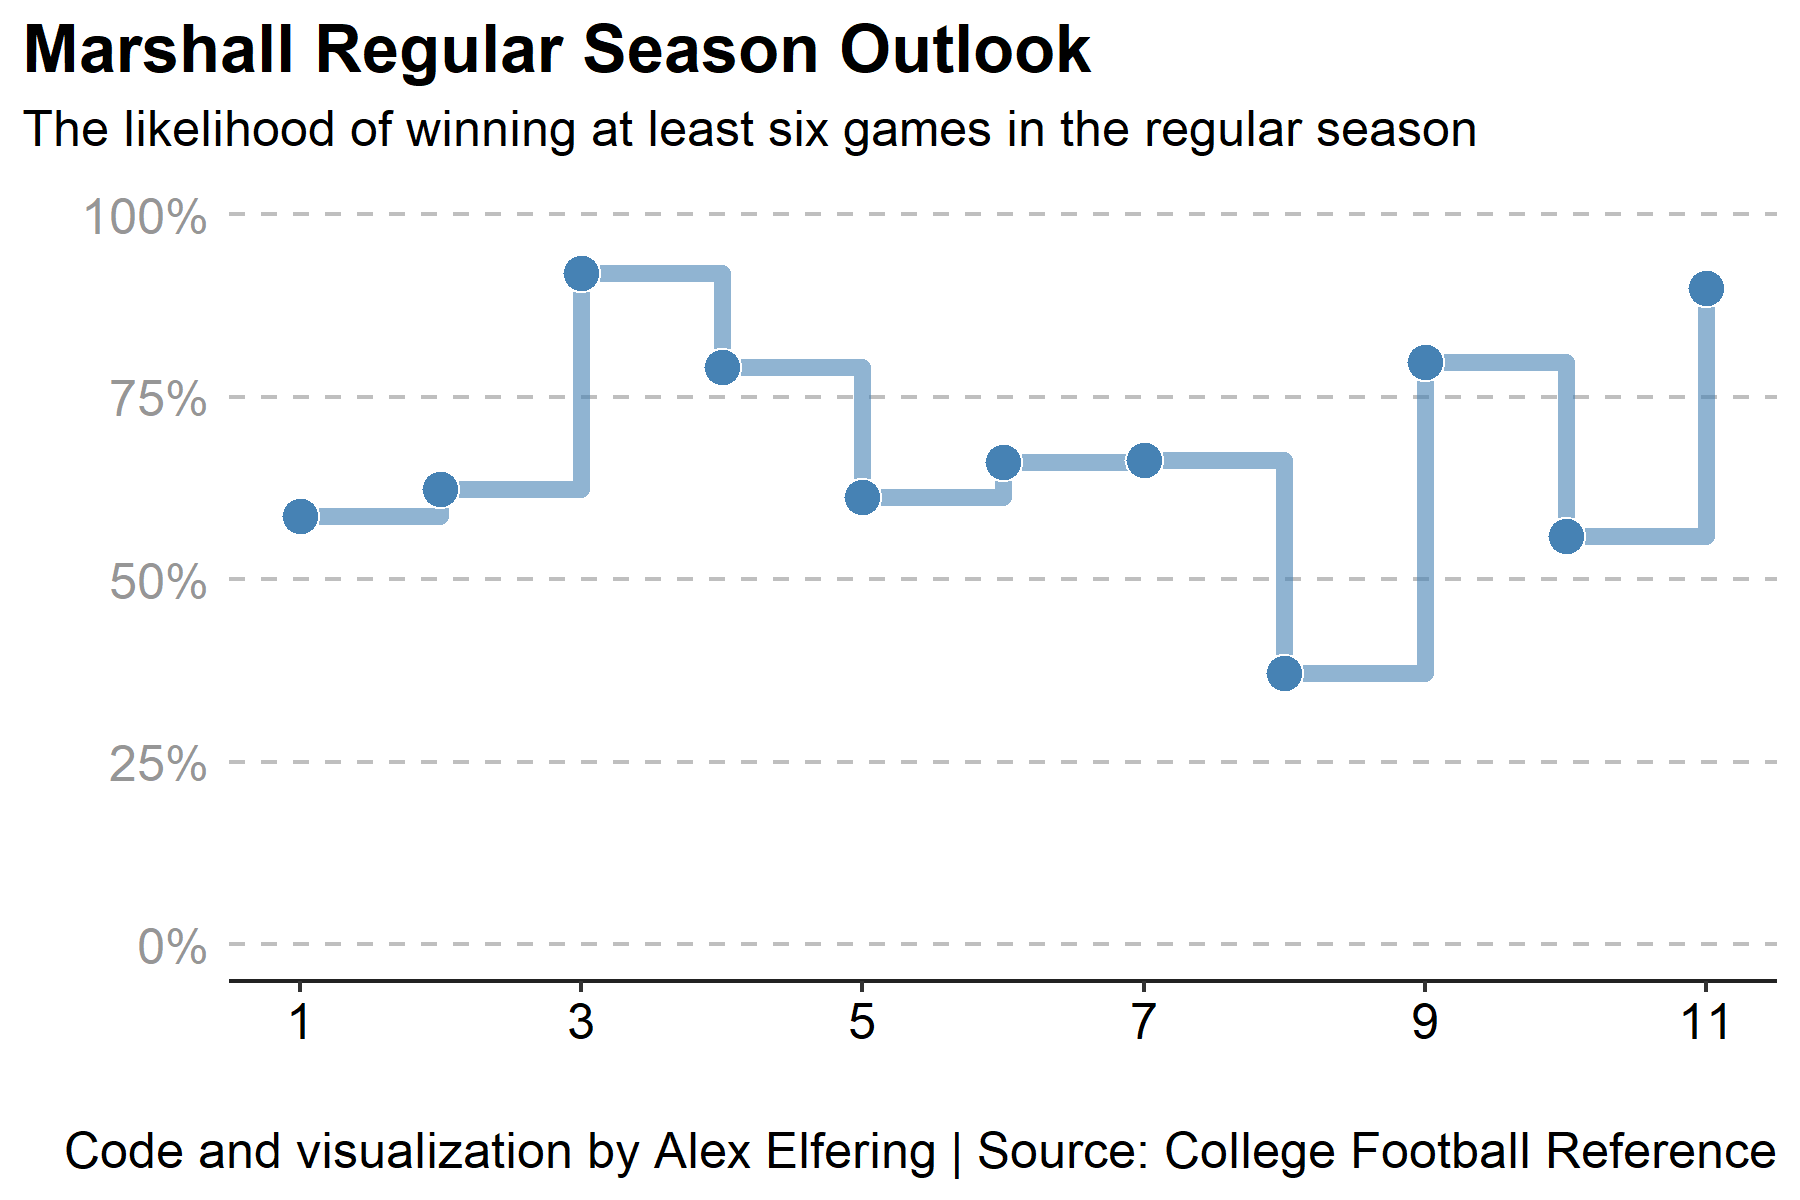 Marshall Regular Season Outlook
The likelihood of winning at least six games in the regular season
100%
75%
50%
25%
0%
1 3 5 7 9 11
Code and visualization by Alex Elfering | Source: College Football Reference